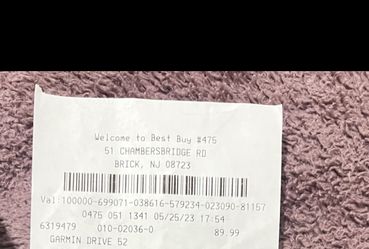 Welcome to Best Buy #475
51 CHAMBERSBRIDGE RD
BRICK, NJ 08723
Val:100000-699071-038616-579234-023090-81157
0475 051 1341 05/25/23 17:54
6319479 010-02036-0 89.99
GARMIN DRIVE 52